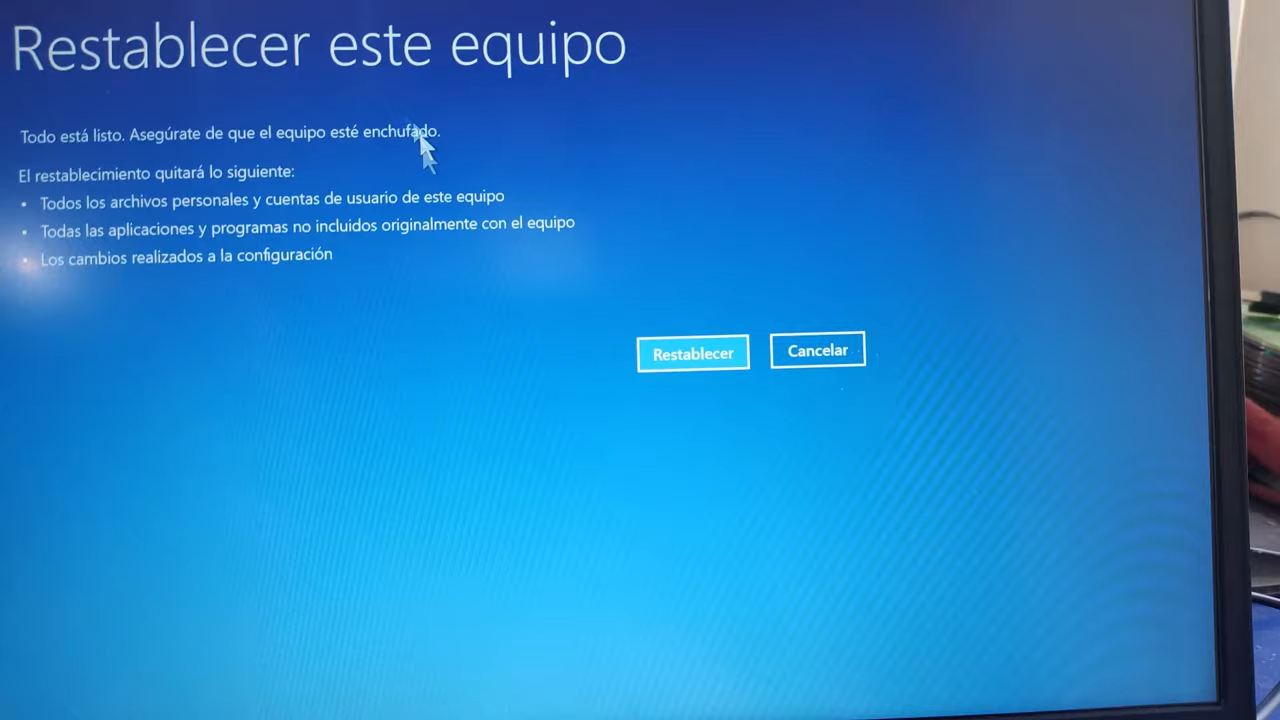 Restablecer este equipo
Todo está listo. Asegúrate de que el equipo esté enchufado.
El restablecimiento quitará lo siguiente:
• Todos los archivos personales y cuentas de usuario de este equipo
• Todas las aplicaciones y programas no incluidos originalmente con el equipo
• Los cambios realizados a la configuración
Restablecer Cancelar